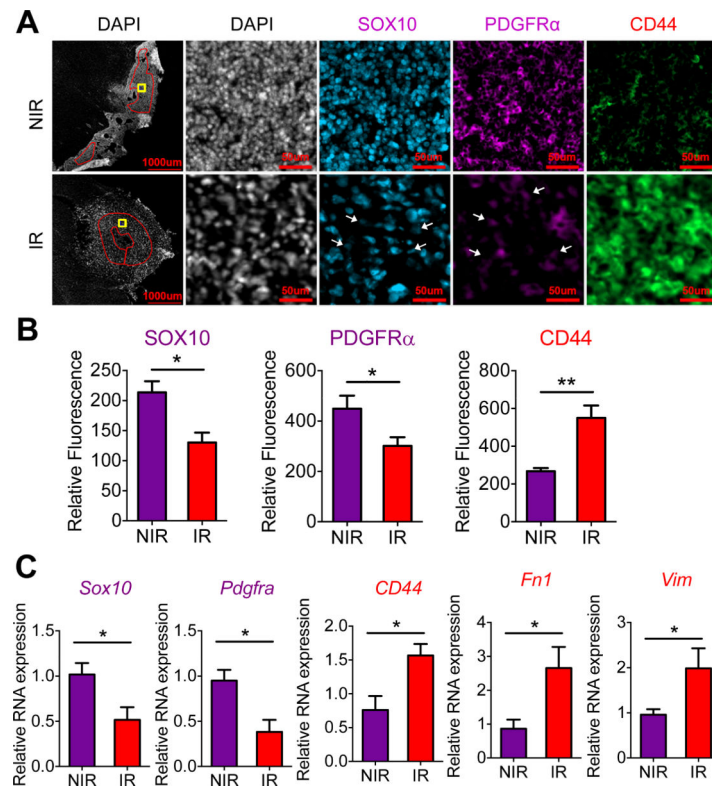 A
DAPI DAPI SOX10 PDGFRα CD44
NIR
1000um 50um 50um 50um 50um
IR
1000um 50um 50um 50um 50um
B
SOX10 PDGFRα CD44
Relative Fluorescence
250
200
150
100
50
0
*
NIR IR
Relative Fluorescence
600
400
200
0
*
NIR IR
Relative Fluorescence
800
600
400
200
0
**
NIR IR
C
Sox10 Pdgfra CD44 Fn1 Vim
Relative RNA expression
1.5
1.0
0.5
0.0
*
NIR IR
Relative RNA expression
1.5
1.0
0.5
0.0
*
NIR IR
Relative RNA expression
2.0
1.5
1.0
0.5
0.0
*
NIR IR
Relative RNA expression
4
3
2
1
0
*
NIR IR
Relative RNA expression
3
2
1
0
*
NIR IR